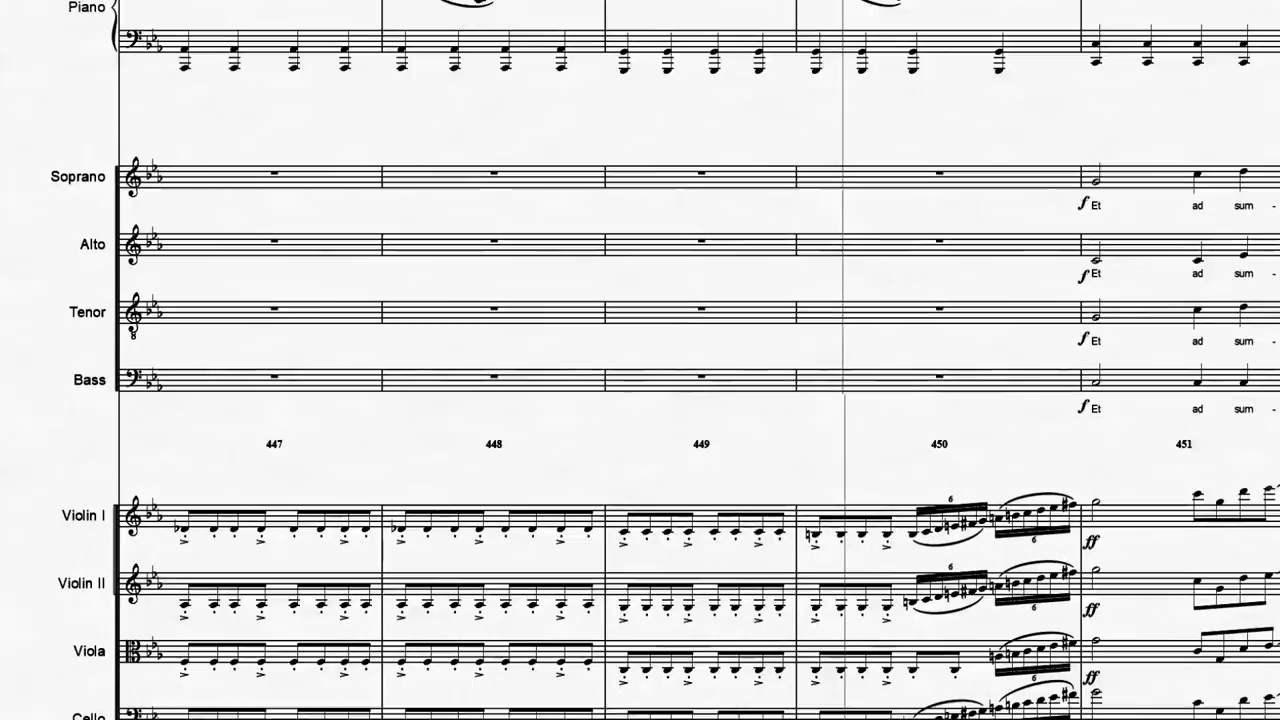 Piano
Soprano
f Et ad sum -
Alto
f Et ad sum -
Tenor
8
f Et ad sum -
Bass
f Et ad sum -
447 448 449 450 451
Violin I
6
6
ff
Violin II
6
6
ff
Viola
6
ff
Cello